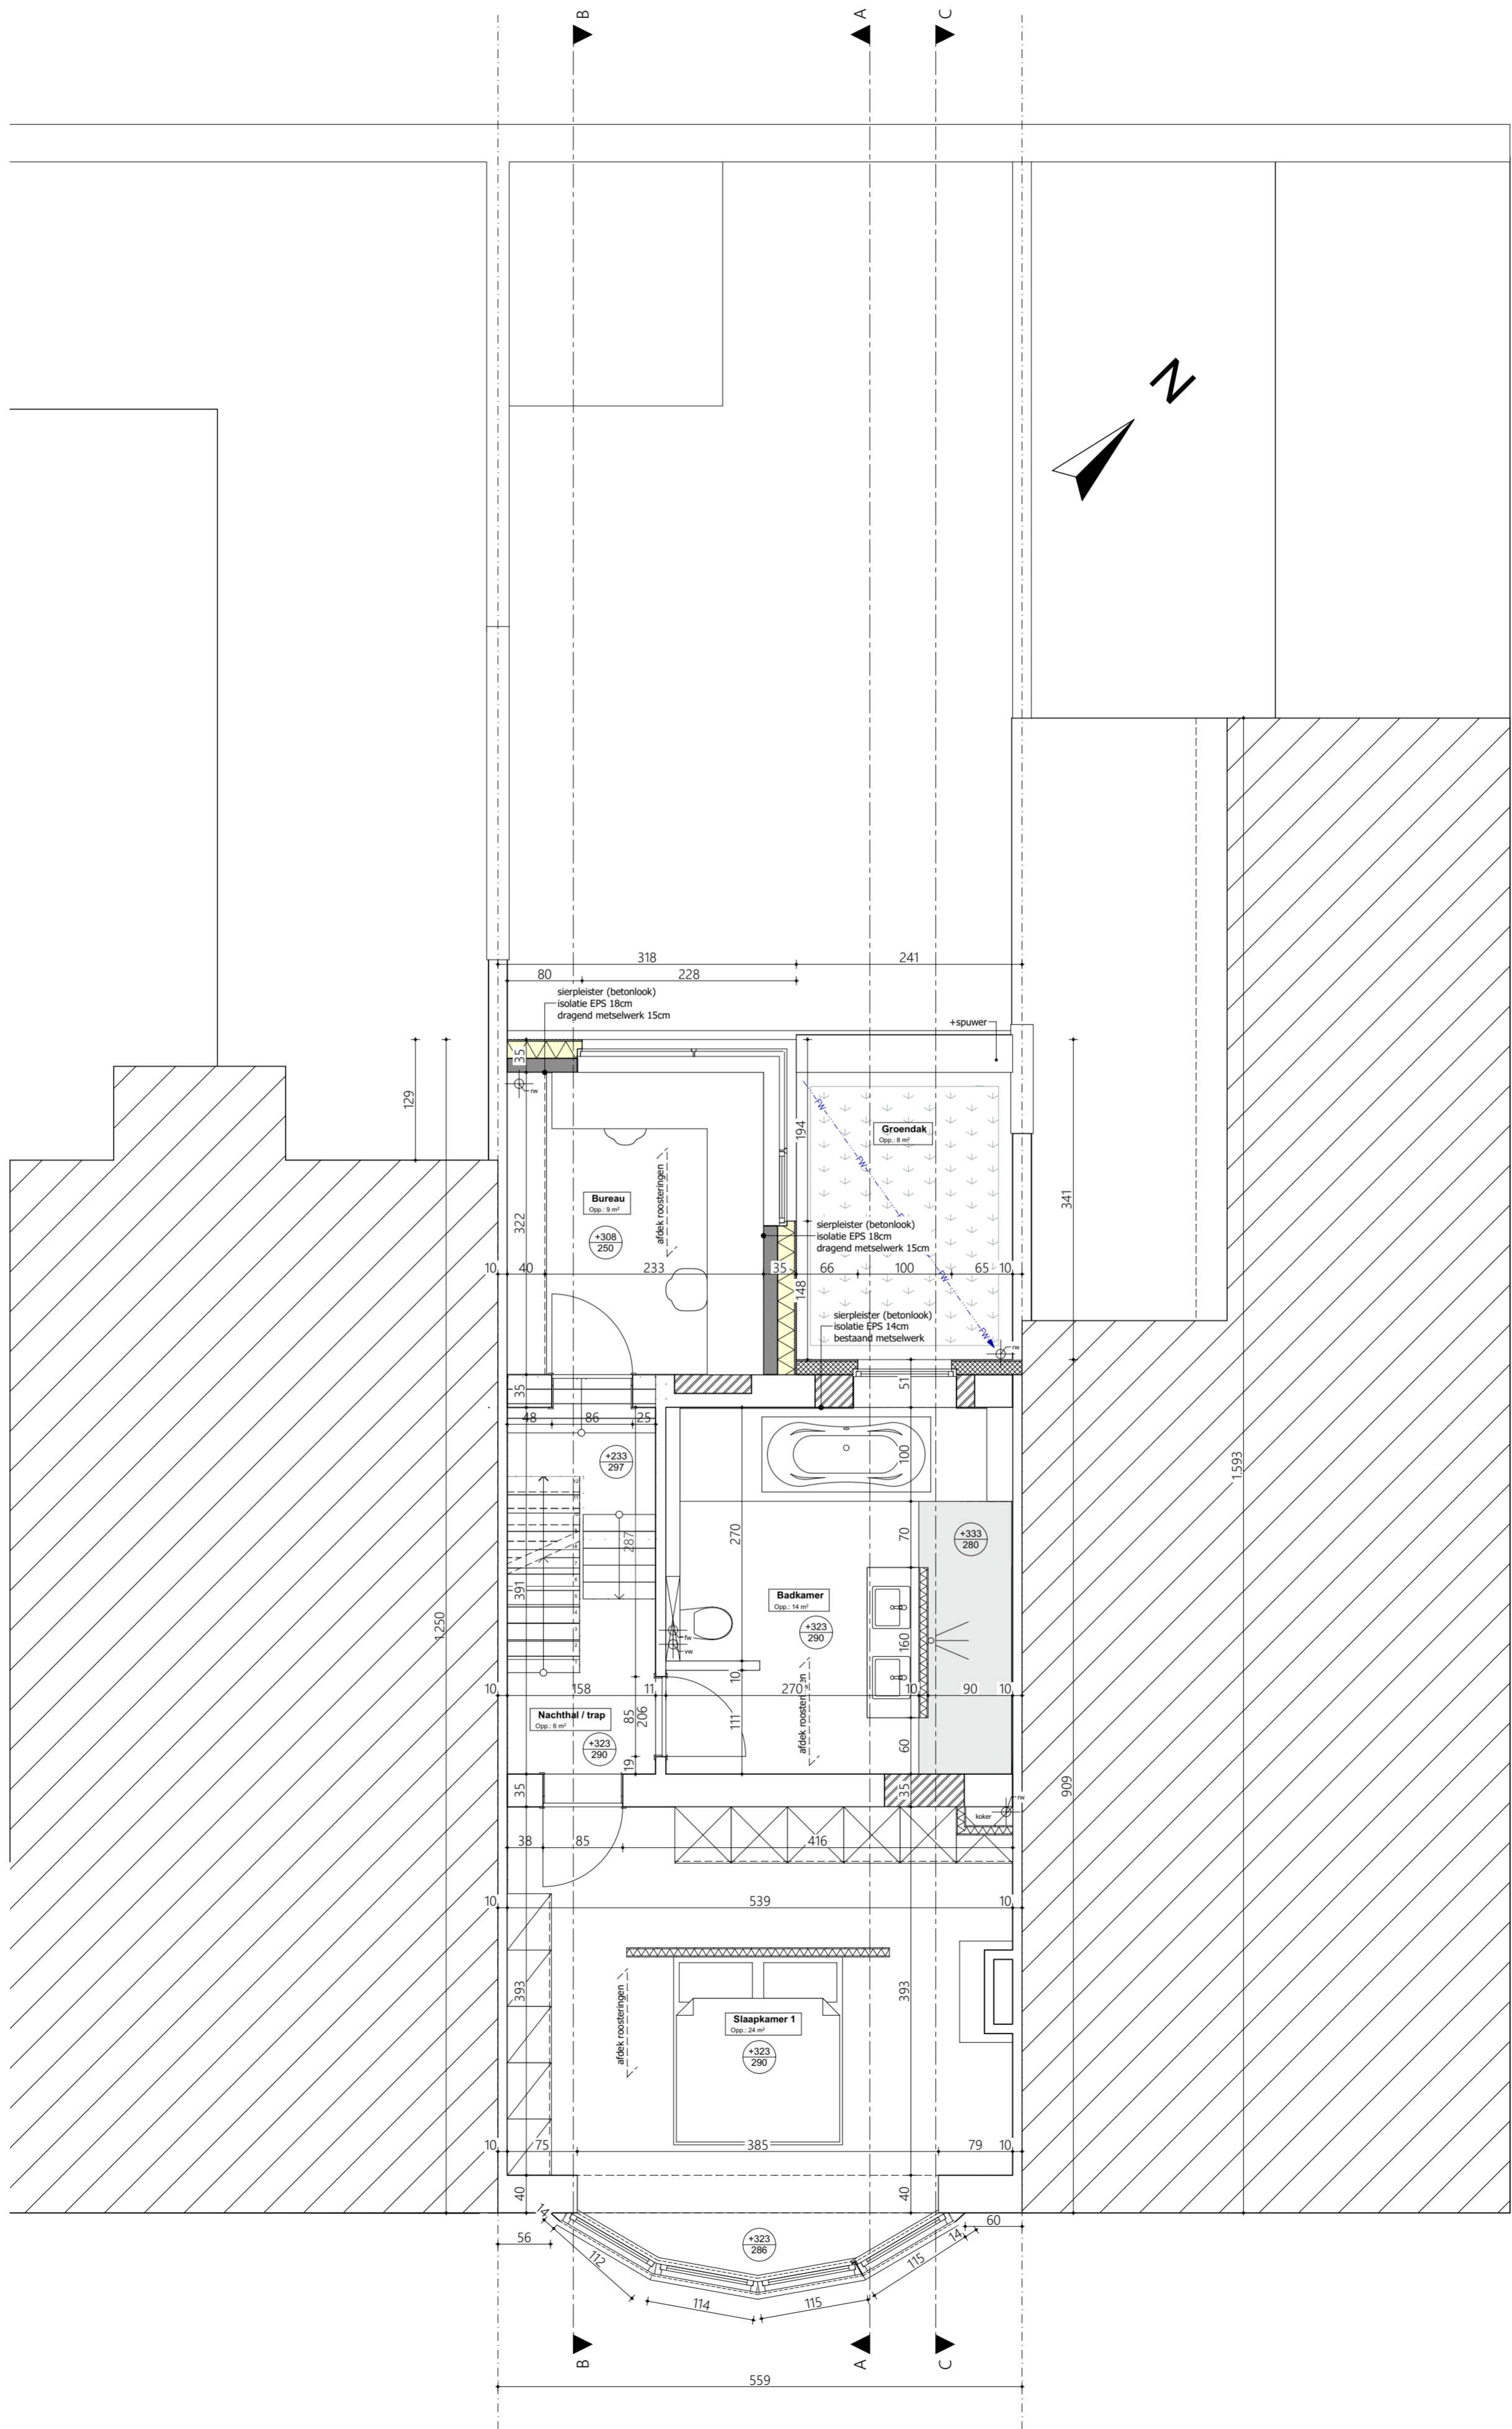 B
A
C
N
318
241
80
228
sierpleister (betonlook)
isolatie EPS 18cm
dragend metselwerk 15cm
+spuwer
35
rw
129
194
Groendak
Opp.: 8 m²
FW
FW
FW
341
afdek roosteringen
Bureau
Opp.: 9 m²
322
+308
250
sierpleister (betonlook)
isolatie EPS 18cm
dragend metselwerk 15cm
10
40
233
35
66
100
65
10
148
sierpleister (betonlook)
isolatie EPS 14cm
bestaand metselwerk
FW
rw
35
51
48
86
25
+233
297
100
1.593
287
270
70
+333
280
391
Badkamer
Opp.: 14 m²
+323
290
1.250
fw
vw
160
10
10
158
11
270
10
90
10
afdek roosteringen
Nachthal / trap
Opp.: 6 m²
85
206
111
+323
290
19
60
35
35
koker
rw
909
38
85
416
10
539
10
393
393
afdek roosteringen
Slaapkamer 1
Opp.: 24 m²
+323
290
10
75
385
79
10
40
40
14
56
112
+323
286
60
14
115
114
115
B
A
C
559